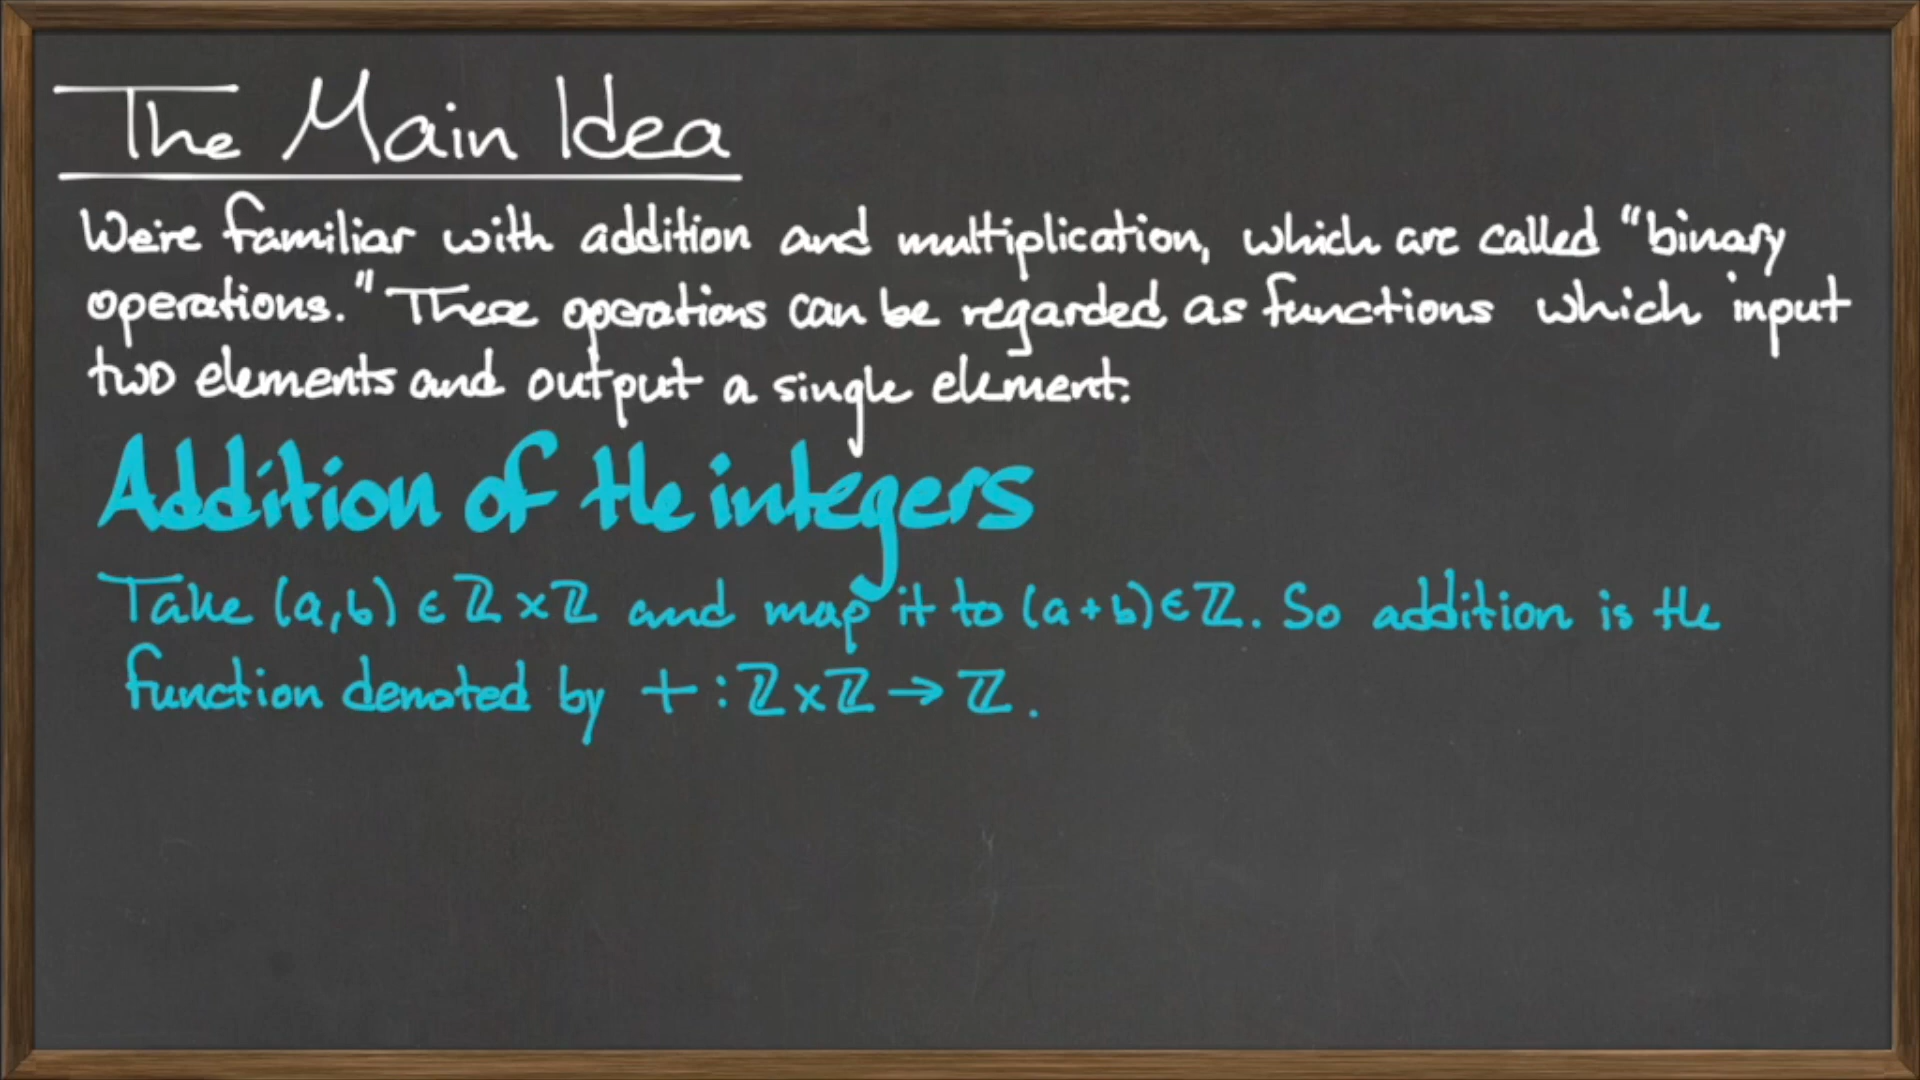 The Main Idea
We're familiar with addition and multiplication, which are called "binary
operations." These operations can be regarded as functions which input
two elements and output a single element.
Addition of the integers
Take (a,b) ∈ ℤ × ℤ and map it to (a+b) ∈ ℤ. So addition is the
function denoted by + : ℤ × ℤ → ℤ.